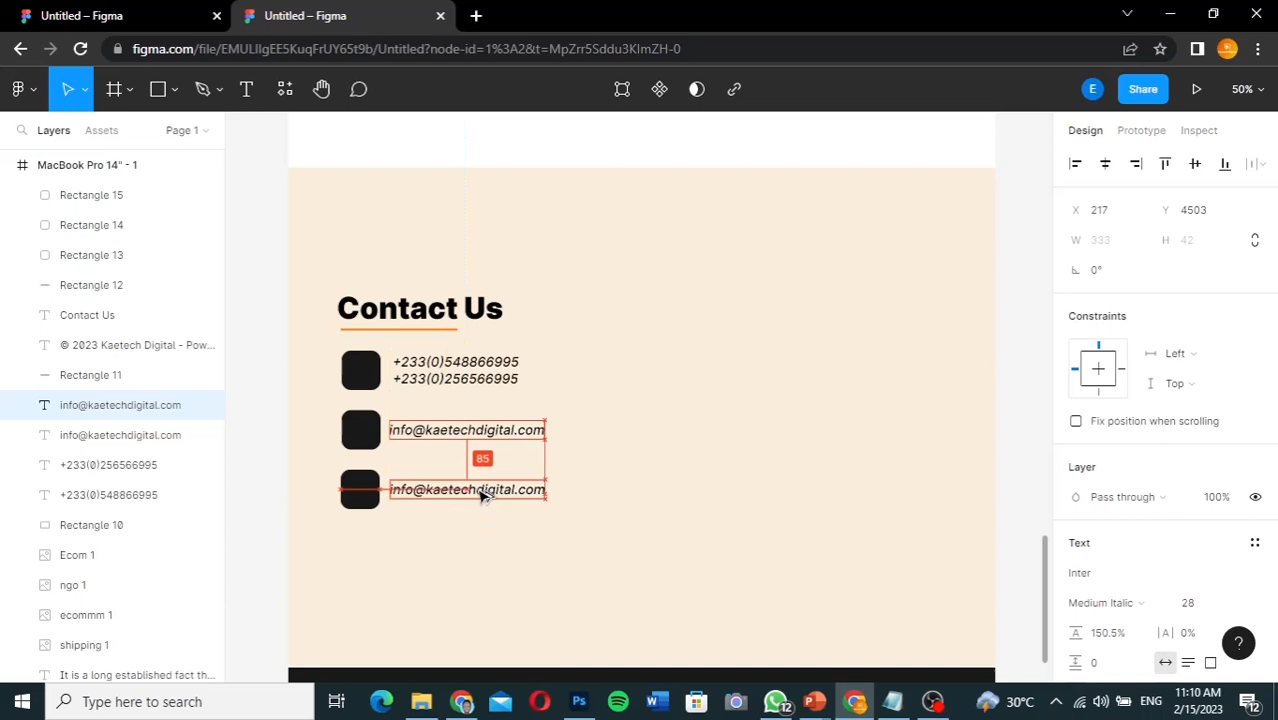 Untitled – Figma
Untitled – Figma
figma.com/file/EMULlIgEE5KuqFrUY65t9b/Untitled?node-id=1%3A2&t=MpZrr5Sddu3KlmZH-0
E
Share
50%
Layers
Assets
Page 1
Design
Prototype
Inspect
MacBook Pro 14" - 1
Rectangle 15
Rectangle 14
Rectangle 13
Rectangle 12
Contact Us
© 2023 Kaetech Digital - Pow...
Rectangle 11
info@kaetechdigital.com
info@kaetechdigital.com
+233(0)256566995
+233(0)548866995
Rectangle 10
Ecom 1
ngo 1
ecommm 1
shipping 1
It is a long established fact th...
Contact Us
+233(0)548866995
+233(0)256566995
info@kaetechdigital.com
85
info@kaetechdigital.com
X 217
Y 4503
W 333
H 42
0°
Constraints
Left
Top
Fix position when scrolling
Layer
Pass through
100%
Text
Inter
Medium Italic
28
A 150.5%
|A| 0%
0
?
Type here to search
12
30°C
ENG
11:10 AM
2/15/2023
12